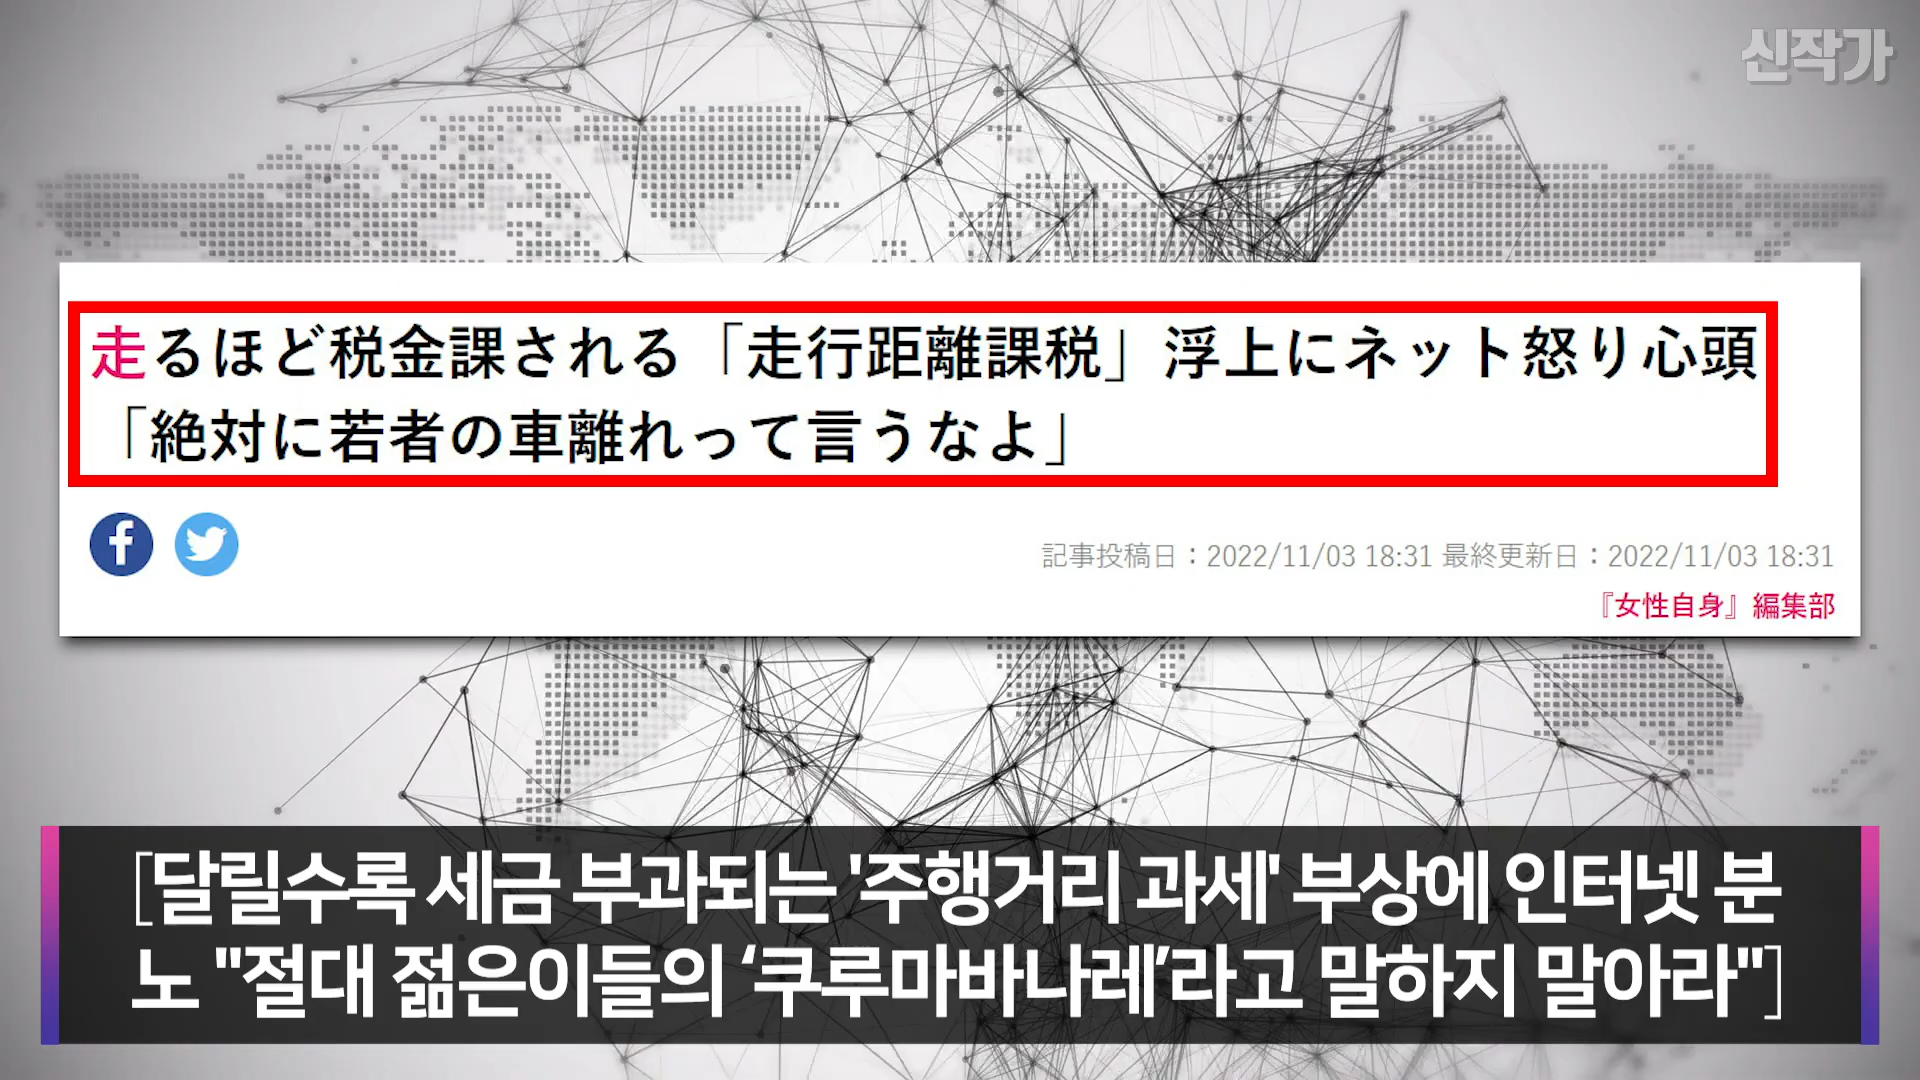 신작가
走るほど税金課される「走行距離課税」浮上にネット怒り心頭
「絶対に若者の車離れって言うなよ」
記事投稿日：2022/11/03 18:31 最終更新日：2022/11/03 18:31
『女性自身』編集部
[달릴수록 세금 부과되는 '주행거리 과세' 부상에 인터넷 분
노 "절대 젊은이들의 ‘쿠루마바나레’라고 말하지 말아라"]